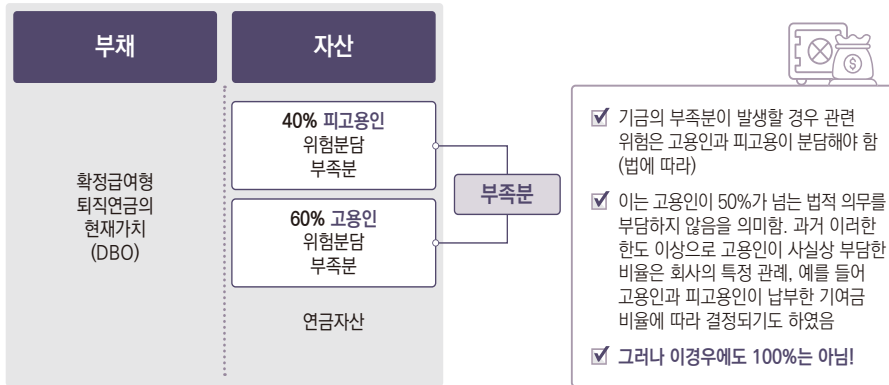 부채
자산
확정급여형
퇴직연금의
현재가치
(DBO)
40% 피고용인
위험분담
부족분
60% 고용인
위험분담
부족분
연금자산
부족분
$
기금의 부족분이 발생할 경우 관련
위험은 고용인과 피고용이 분담해야 함
(법에 따라)
이는 고용인이 50%가 넘는 법적 의무를
부담하지 않음을 의미함. 과거 이러한
한도 이상으로 고용인이 사실상 부담한
비율은 회사의 특정 관례, 예를 들어
고용인과 피고용인이 납부한 기여금
비율에 따라 결정되기도 하였음
그러나 이경우에도 100%는 아님!